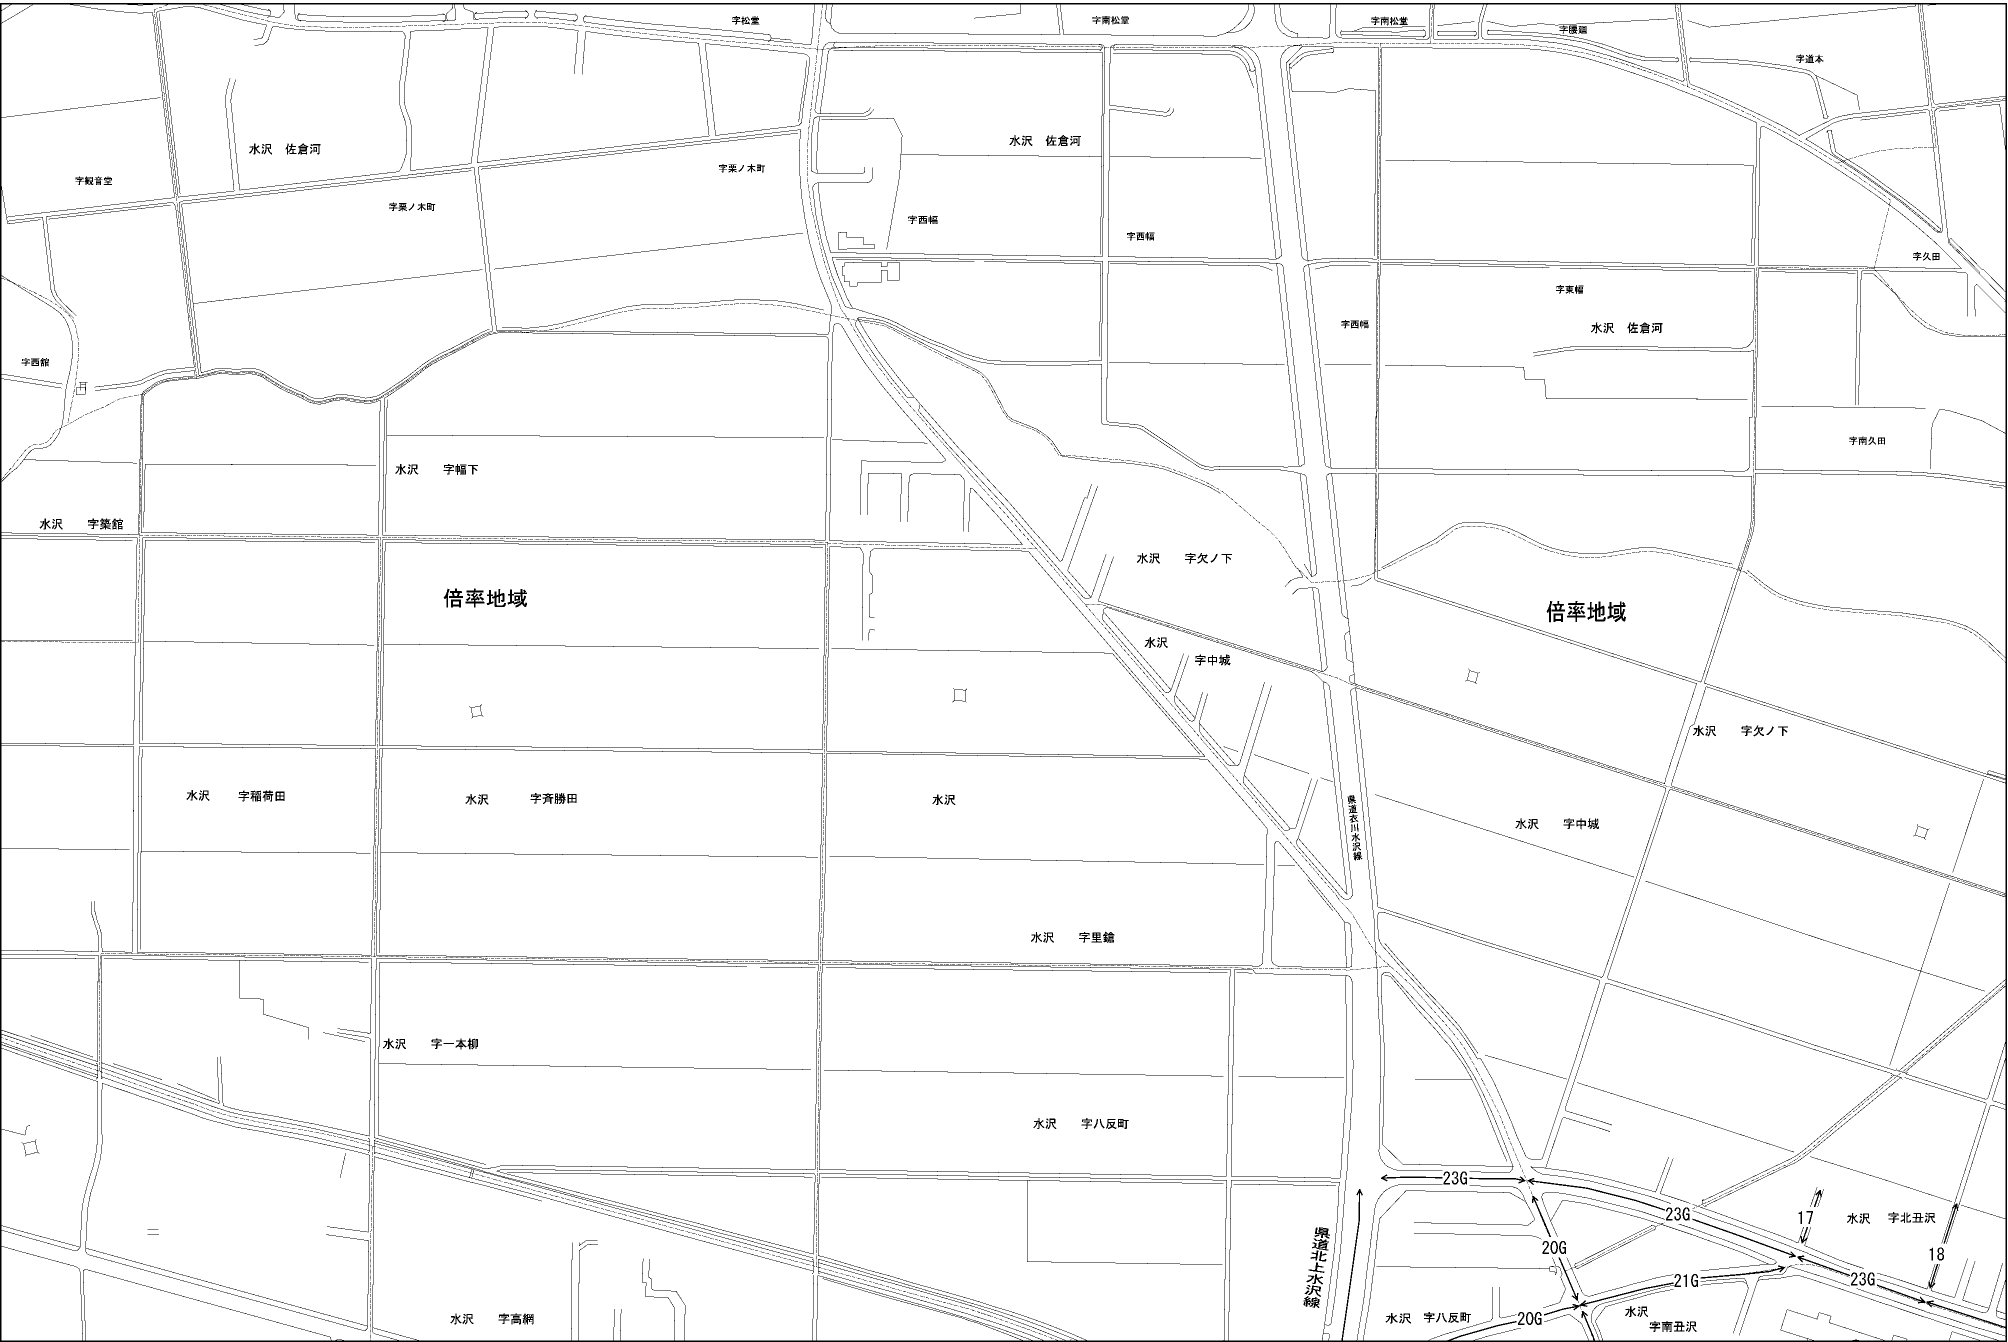 字松堂
字南松堂
字南松堂
字腰廻
字道本
水沢　佐倉河
水沢　佐倉河
字栗ノ木町
字観音堂
字栗ノ木町
字西幅
字西幅
字久田
字東幅
字西幅
水沢　佐倉河
字西館
字南久田
水沢　字幅下
水沢　字築館
水沢　字欠ノ下
倍率地域
倍率地域
水沢
字中城
水沢　字欠ノ下
水沢　字稲荷田
水沢　字斉勝田
水沢
県道衣川水沢線
水沢　字中城
水沢　字里鎗
水沢　字一本柳
水沢　字八反町
23G
23G
17
水沢　字北丑沢
県道北上水沢線
20G
18
21G
23G
水沢　字高網
水沢　字八反町
20G
水沢
字南丑沢